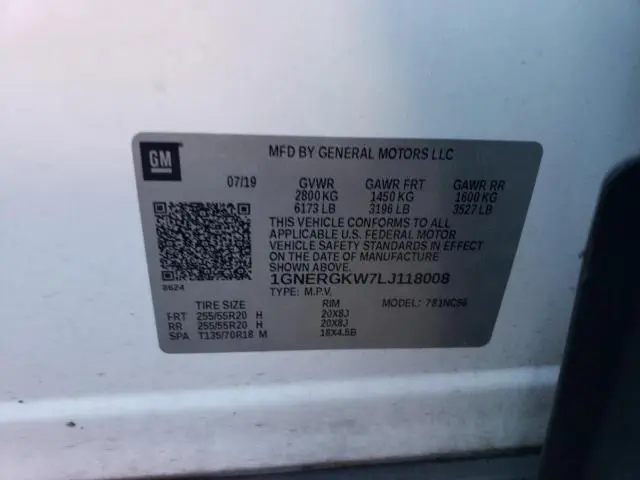 GM
MFD BY GENERAL MOTORS LLC
07/19 GVWR GAWR FRT GAWR RR
2800 KG 1450 KG 1600 KG
6173 LB 3196 LB 3527 LB
THIS VEHICLE CONFORMS TO ALL
APPLICABLE U.S. FEDERAL MOTOR
VEHICLE SAFETY STANDARDS IN EFFECT
ON THE DATE OF MANUFACTURE
SHOWN ABOVE.
8624
1GNERGKW7LJ118008
TYPE: M.P.V.
TIRE SIZE RIM MODEL:
FRT 255/55R20 H 20X8J
RR 255/55R20 H 20X8J
SPA T135/70R18 M 18X4.5B